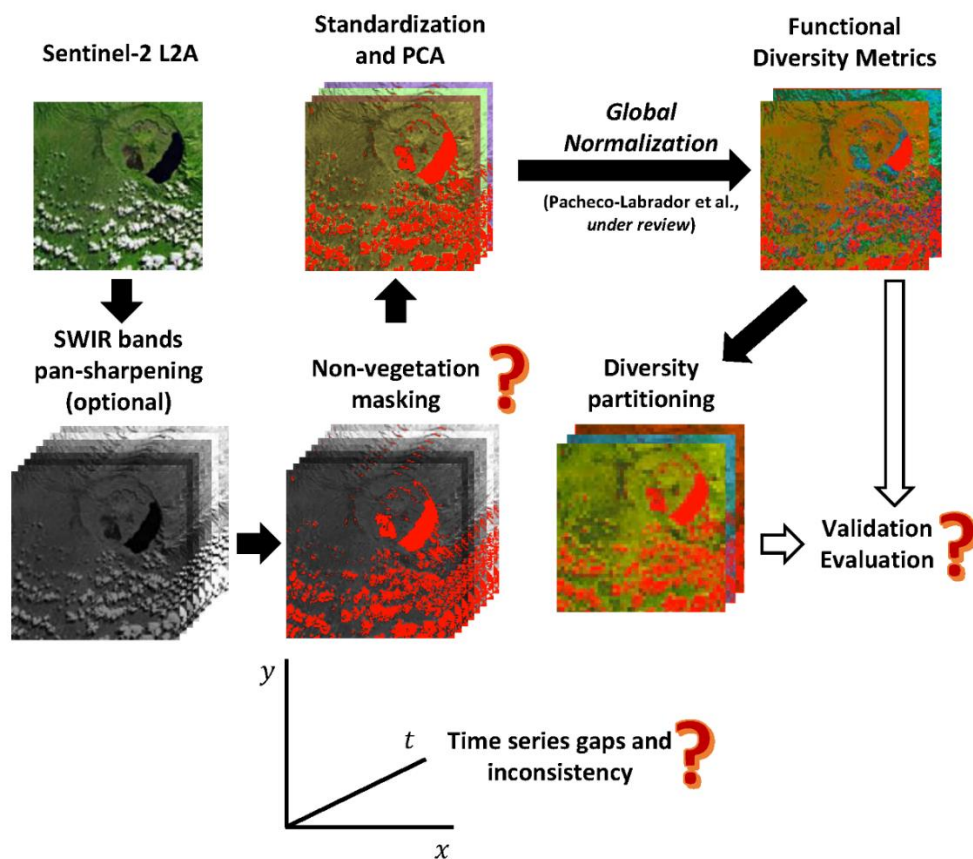 Sentinel-2 L2A
Standardization
and PCA
Functional
Diversity Metrics
Global
Normalization
(Pacheco-Labrador et al.,
under review)
SWIR bands
pan-sharpening
(optional)
Non-vegetation
masking
?
Diversity
partitioning
Validation
Evaluation
?
y
t
x
Time series gaps and
inconsistency
?